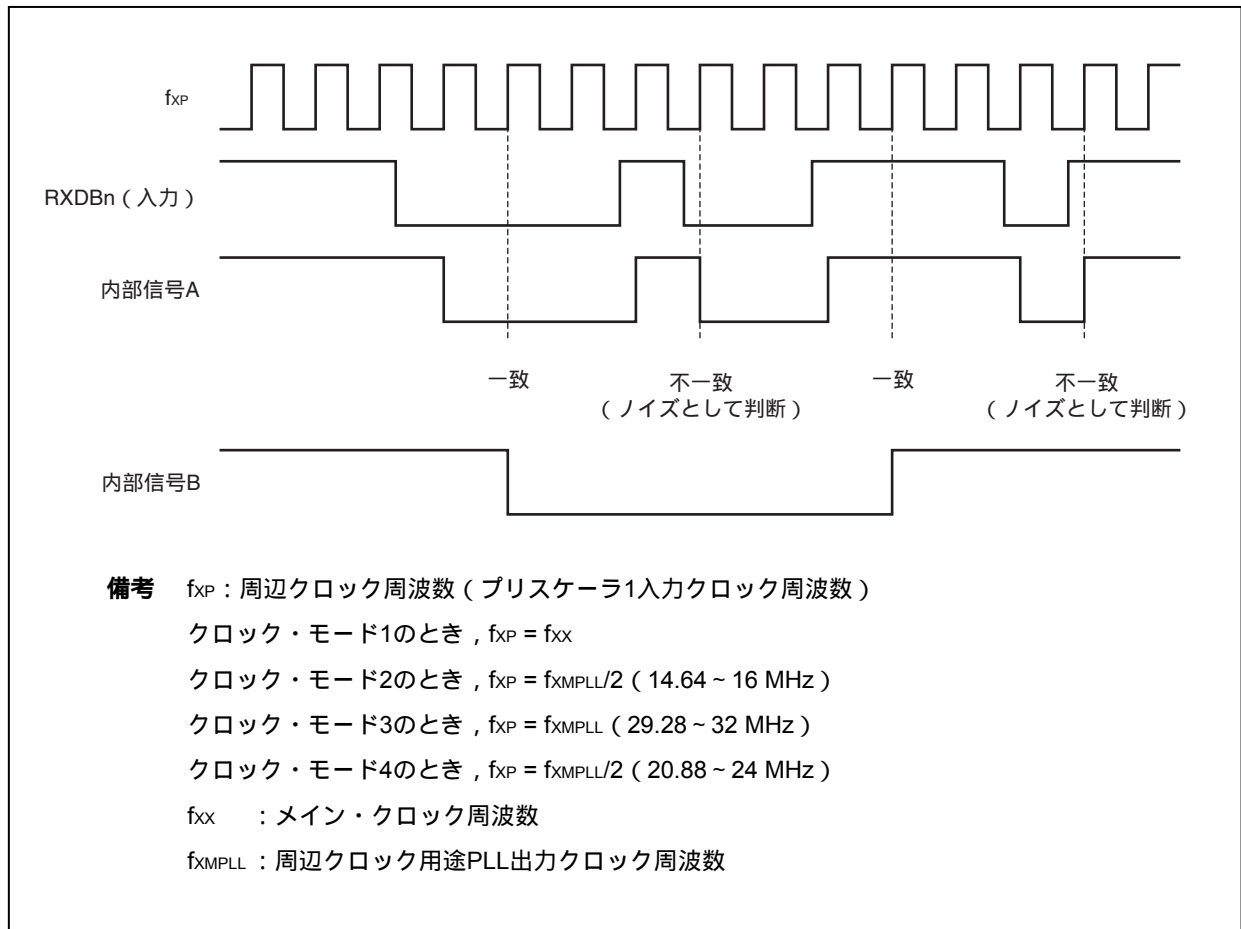 fXP
RXDBn（入力）
内部信号A
一致 不一致 一致 不一致
（ノイズとして判断） （ノイズとして判断）
内部信号B
備考 fXP：周辺クロック周波数（プリスケーラ1入力クロック周波数）
クロック・モード1のとき，fXP = fXX
クロック・モード2のとき，fXP = fXMPLL/2（14.64～16 MHz）
クロック・モード3のとき，fXP = fXMPLL（29.28～32 MHz）
クロック・モード4のとき，fXP = fXMPLL/2（20.88～24 MHz）
fXX ：メイン・クロック周波数
fXMPLL ：周辺クロック用途PLL出力クロック周波数